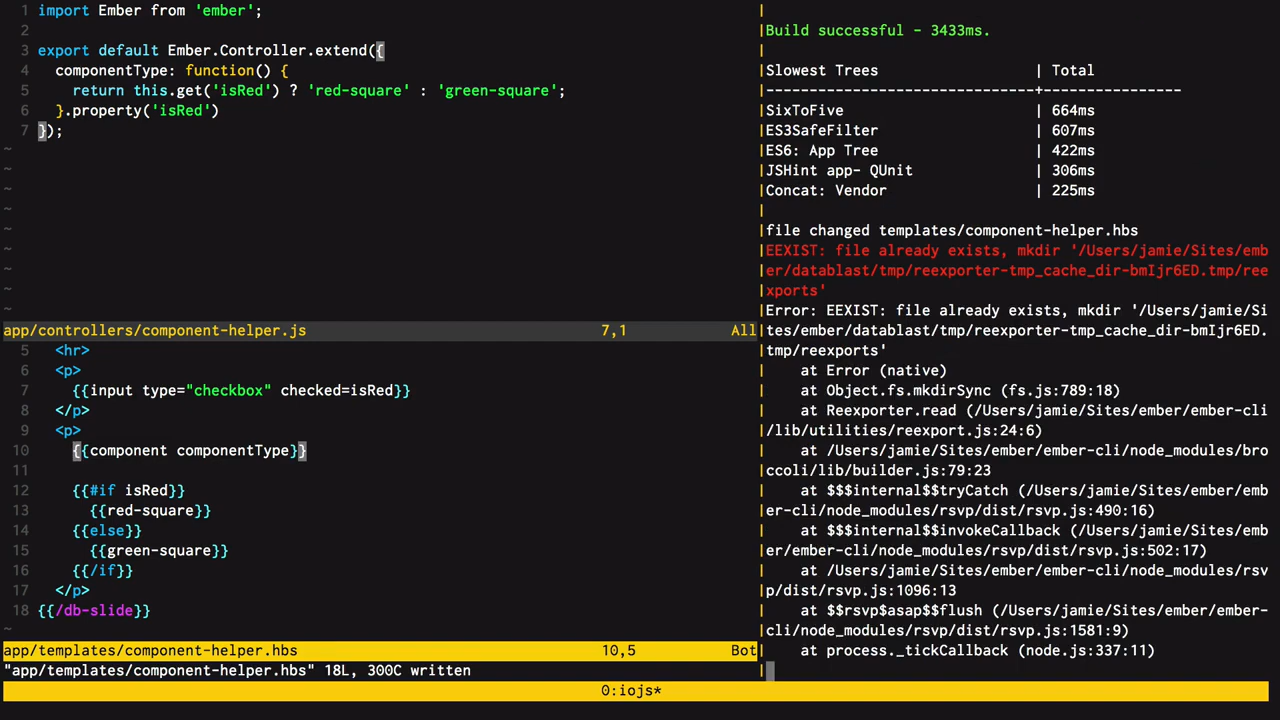 1 import Ember from 'ember';
2
3 export default Ember.Controller.extend({
4   componentType: function() {
5     return this.get('isRed') ? 'red-square' : 'green-square';
6   }.property('isRed')
7 });
~
~
~
~
~
~
~
~
~
app/controllers/component-helper.js 7,1 All
5   <hr>
6   <p>
7     {{input type="checkbox" checked=isRed}}
8   </p>
9   <p>
10     {{component componentType}}
11
12     {{#if isRed}}
13       {{red-square}}
14     {{else}}
15       {{green-square}}
16     {{/if}}
17   </p>
18 {{/db-slide}}
~
app/templates/component-helper.hbs 10,5 Bot
"app/templates/component-helper.hbs" 18L, 300C written
Build successful - 3433ms.
Slowest Trees | Total
-------------------------------+----------------
SixToFive | 664ms
ES3SafeFilter | 607ms
ES6: App Tree | 422ms
JSHint app- QUnit | 306ms
Concat: Vendor | 225ms
file changed templates/component-helper.hbs
EEXIST: file already exists, mkdir '/Users/jamie/Sites/emb
er/datablast/tmp/reexporter-tmp_cache_dir-bmIjr6ED.tmp/ree
xports'
Error: EEXIST: file already exists, mkdir '/Users/jamie/Si
tes/ember/datablast/tmp/reexporter-tmp_cache_dir-bmIjr6ED.
tmp/reexports'
    at Error (native)
    at Object.fs.mkdirSync (fs.js:789:18)
    at Reexporter.read (/Users/jamie/Sites/ember/ember-cli
/lib/utilities/reexport.js:24:6)
    at /Users/jamie/Sites/ember/ember-cli/node_modules/bro
ccoli/lib/builder.js:79:23
    at $$$internal$$tryCatch (/Users/jamie/Sites/ember/emb
er-cli/node_modules/rsvp/dist/rsvp.js:490:16)
    at $$$internal$$invokeCallback (/Users/jamie/Sites/emb
er/ember-cli/node_modules/rsvp/dist/rsvp.js:502:17)
    at /Users/jamie/Sites/ember/ember-cli/node_modules/rsv
p/dist/rsvp.js:1096:13
    at $$rsvp$asap$$flush (/Users/jamie/Sites/ember/ember-
cli/node_modules/rsvp/dist/rsvp.js:1581:9)
    at process._tickCallback (node.js:337:11)
0:iojs*